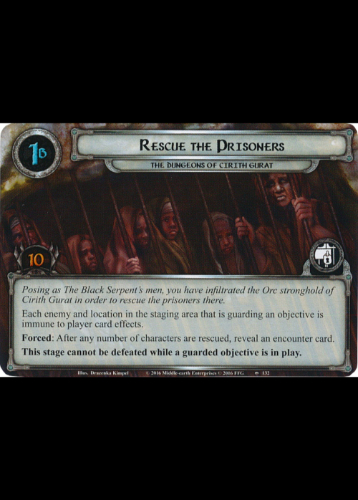 1B
RESCUE THE PRISONERS
THE DUNGEONS OF CIRITH GURAT
10
Posing as The Black Serpent's men, you have infiltrated the Orc stronghold of
Cirith Gurat in order to rescue the prisoners there.
Each enemy and location in the staging area that is guarding an objective is
immune to player card effects.
Forced: After any number of characters are rescued, reveal an encounter card.
This stage cannot be defeated while a guarded objective is in play.
Illus. Drazenka Kimpel © 2016 Middle-earth Enterprises © 2016 FFG 132